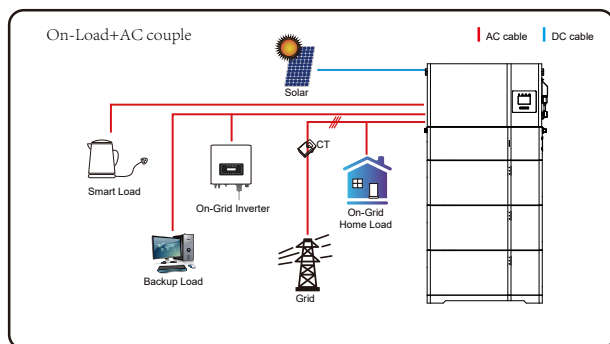 On-Load+AC couple
AC cable
DC cable
Solar
CT
Smart Load
On-Grid Inverter
On-Grid
Home Load
Backup Load
Grid